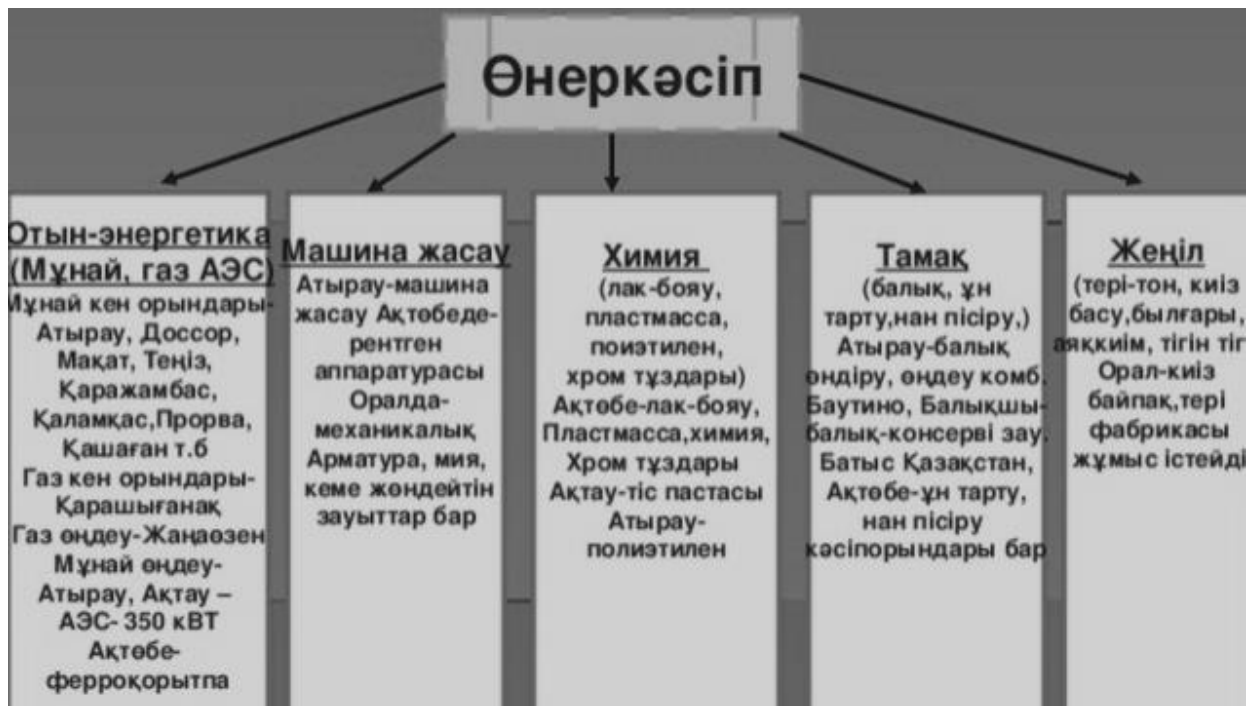 Өнеркәсіп
Отын-энергетика
(Мұнай, газ АЭС)
Мұнай кен орындары-
Атырау, Доссор,
Мақат, Теңіз,
Қаражамбас,
Қаламқас,Прорва,
Қашаған т.б
Газ кен орындары-
Қарашығанақ
Газ өңдеу-Жаңаөзен
Мұнай өңдеу-
Атырау, Ақтау –
АЭС- 350 кВТ
Ақтөбе-
ферроқорытпа
Машина жасау
Атырау-машина
жасау Ақтөбеде-
рентген
аппаратурасы
Оралда-
механикалық
Арматура, мия,
кеме жөндейтін
зауыттар бар
Химия
(лак-бояу,
пластмасса,
поиэтилен,
хром тұздары)
Ақтөбе-лак-бояу,
Пластмасса,химия,
Хром тұздары
Ақтау-тіс пастасы
Атырау-
полиэтилен
Тамақ
(балық, ұн
тарту,нан пісіру,)
Атырау-балық
өндіру, өңдеу комб.
Баутино, Балықшы-
балық-консерві зау.
Батыс Қазақстан,
Ақтөбе-ұн тарту,
нан пісіру
кәсіпорындары бар
Жеңіл
(тері-тон, киіз
басу,былғары,
аяқкиім, тігін тіг
Орал-киіз
байпақ,тері
фабрикасы
жұмыс істейді